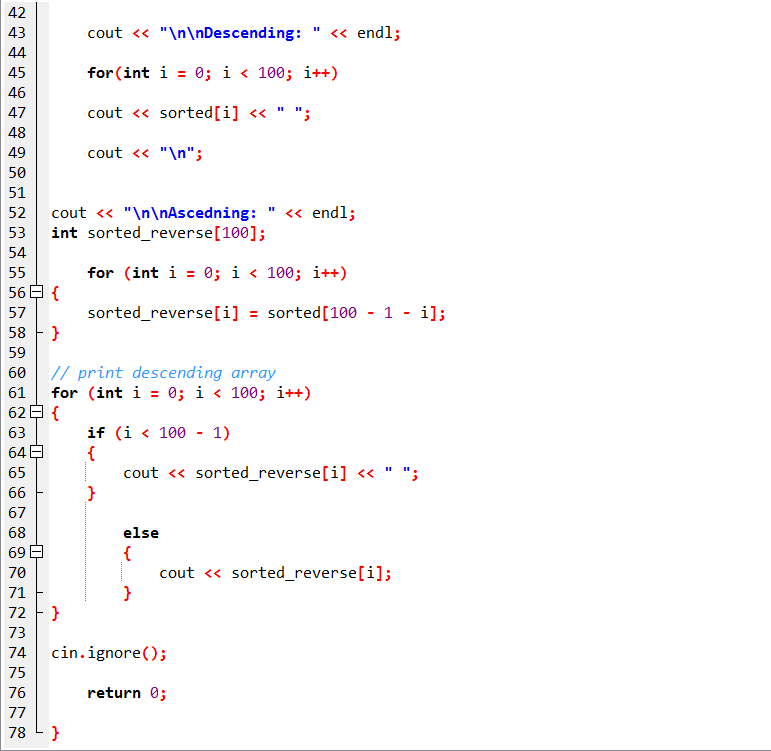 42
43     cout << "\n\nDescending: " << endl;
44
45     for(int i = 0; i < 100; i++)
46
47     cout << sorted[i] << " ";
48
49     cout << "\n";
50
51
52 cout << "\n\nAscedning: " << endl;
53 int sorted_reverse[100];
54
55     for (int i = 0; i < 100; i++)
56 {
57     sorted_reverse[i] = sorted[100 - 1 - i];
58 }
59
60 // print descending array
61 for (int i = 0; i < 100; i++)
62 {
63     if (i < 100 - 1)
64     {
65         cout << sorted_reverse[i] << " ";
66     }
67
68         else
69         {
70             cout << sorted_reverse[i];
71         }
72 }
73
74 cin.ignore();
75
76     return 0;
77
78 }